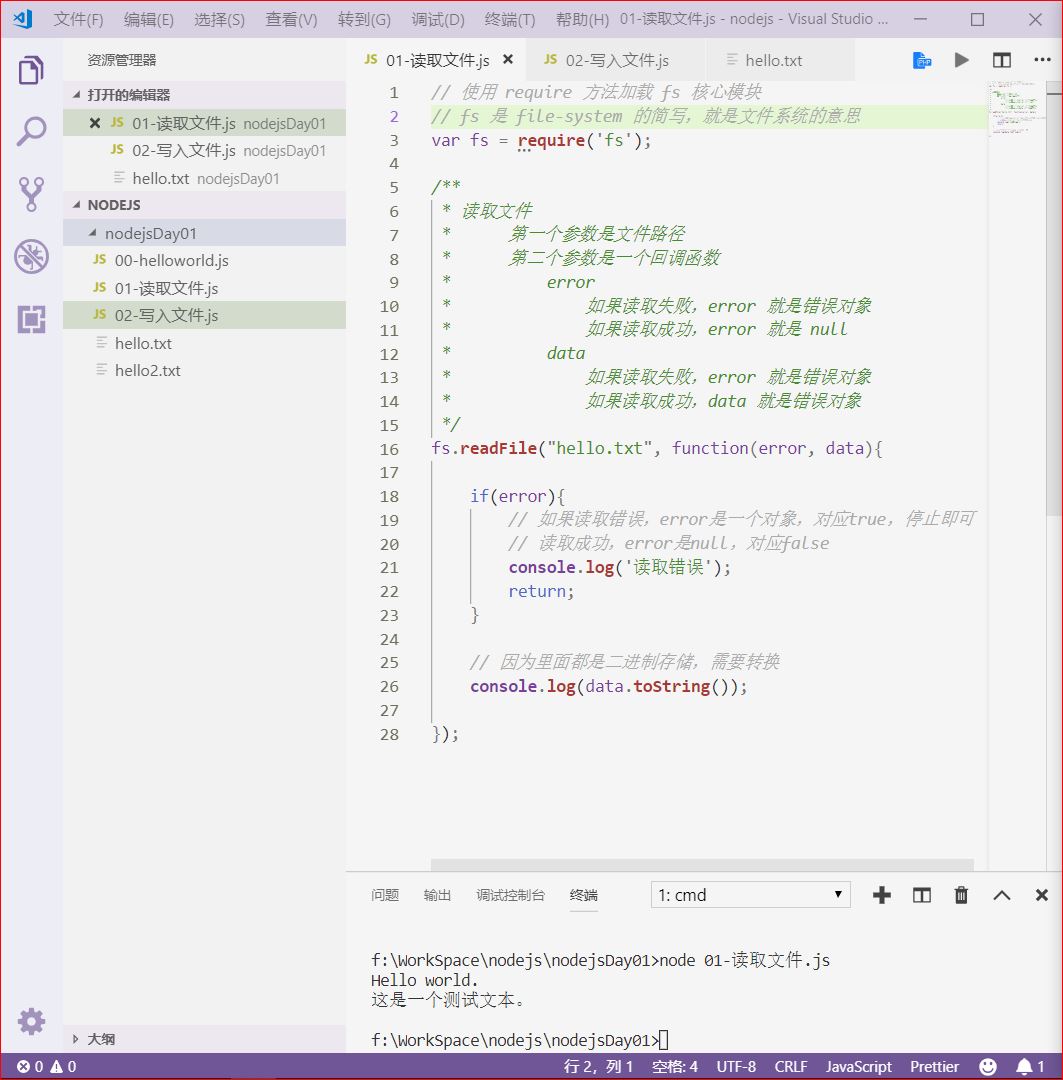 文件(F) 编辑(E) 选择(S) 查看(V) 转到(G) 调试(D) 终端(T) 帮助(H) 01-读取文件.js - nodejs - Visual Studio ...
资源管理器
打开的编辑器
JS 01-读取文件.js nodejsDay01
JS 02-写入文件.js nodejsDay01
hello.txt nodejsDay01
NODEJS
nodejsDay01
JS 00-helloworld.js
JS 01-读取文件.js
JS 02-写入文件.js
hello.txt
hello2.txt
大纲
JS 01-读取文件.js JS 02-写入文件.js hello.txt
1 // 使用 require 方法加载 fs 核心模块
2 // fs 是 file-system 的简写，就是文件系统的意思
3 var fs = require('fs');
4
5 /**
6 * 读取文件
7 * 第一个参数是文件路径
8 * 第二个参数是一个回调函数
9 * error
10 * 如果读取失败，error 就是错误对象
11 * 如果读取成功，error 就是 null
12 * data
13 * 如果读取失败，error 就是错误对象
14 * 如果读取成功，data 就是错误对象
15 */
16 fs.readFile("hello.txt", function(error, data){
17
18 if(error){
19 // 如果读取错误，error是一个对象，对应true，停止即可
20 // 读取成功，error是null，对应false
21 console.log('读取错误');
22 return;
23 }
24
25 // 因为里面都是二进制存储，需要转换
26 console.log(data.toString());
27
28 });
问题 输出 调试控制台 终端 1: cmd
f:\WorkSpace\nodejs\nodejsDay01>node 01-读取文件.js
Hello world.
这是一个测试文本。
f:\WorkSpace\nodejs\nodejsDay01>
0 0 行 2，列 1 空格: 4 UTF-8 CRLF JavaScript Prettier 1